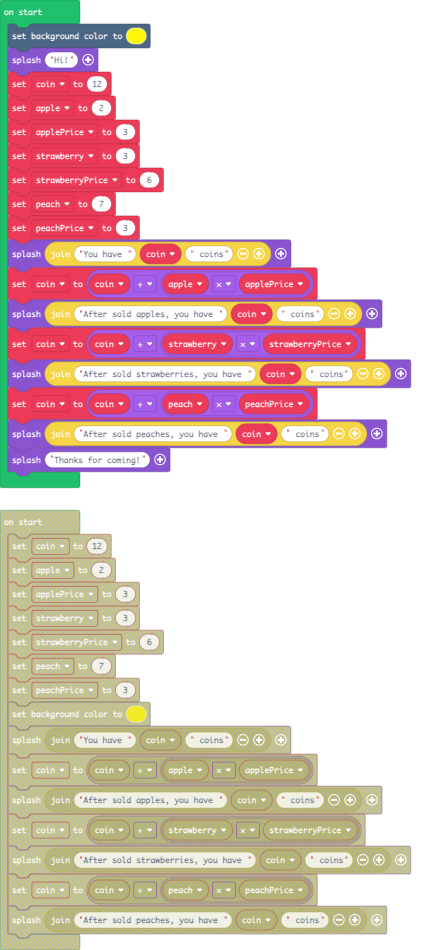 on start
set background color to
splash "Hi!"
set coin to 12
set apple to 2
set applePrice to 3
set strawberry to 3
set strawberryPrice to 6
set peach to 7
set peachPrice to 3
splash join "You have " coin " coins"
set coin to coin + apple × applePrice
splash join "After sold apples, you have " coin " coins"
set coin to coin + strawberry × strawberryPrice
splash join "After sold strawberries, you have " coin " coins"
set coin to coin + peach × peachPrice
splash join "After sold peaches, you have " coin " coins"
splash "Thanks for coming!"
on start
set coin to 12
set apple to 2
set applePrice to 3
set strawberry to 3
set strawberryPrice to 6
set peach to 7
set peachPrice to 3
set background color to
splash join "You have " coin " coins"
set coin to coin + apple × applePrice
splash join "After sold apples, you have " coin " coins"
set coin to coin + strawberry × strawberryPrice
splash join "After sold strawberries, you have " coin " coins"
set coin to coin + peach × peachPrice
splash join "After sold peaches, you have " coin " coins"